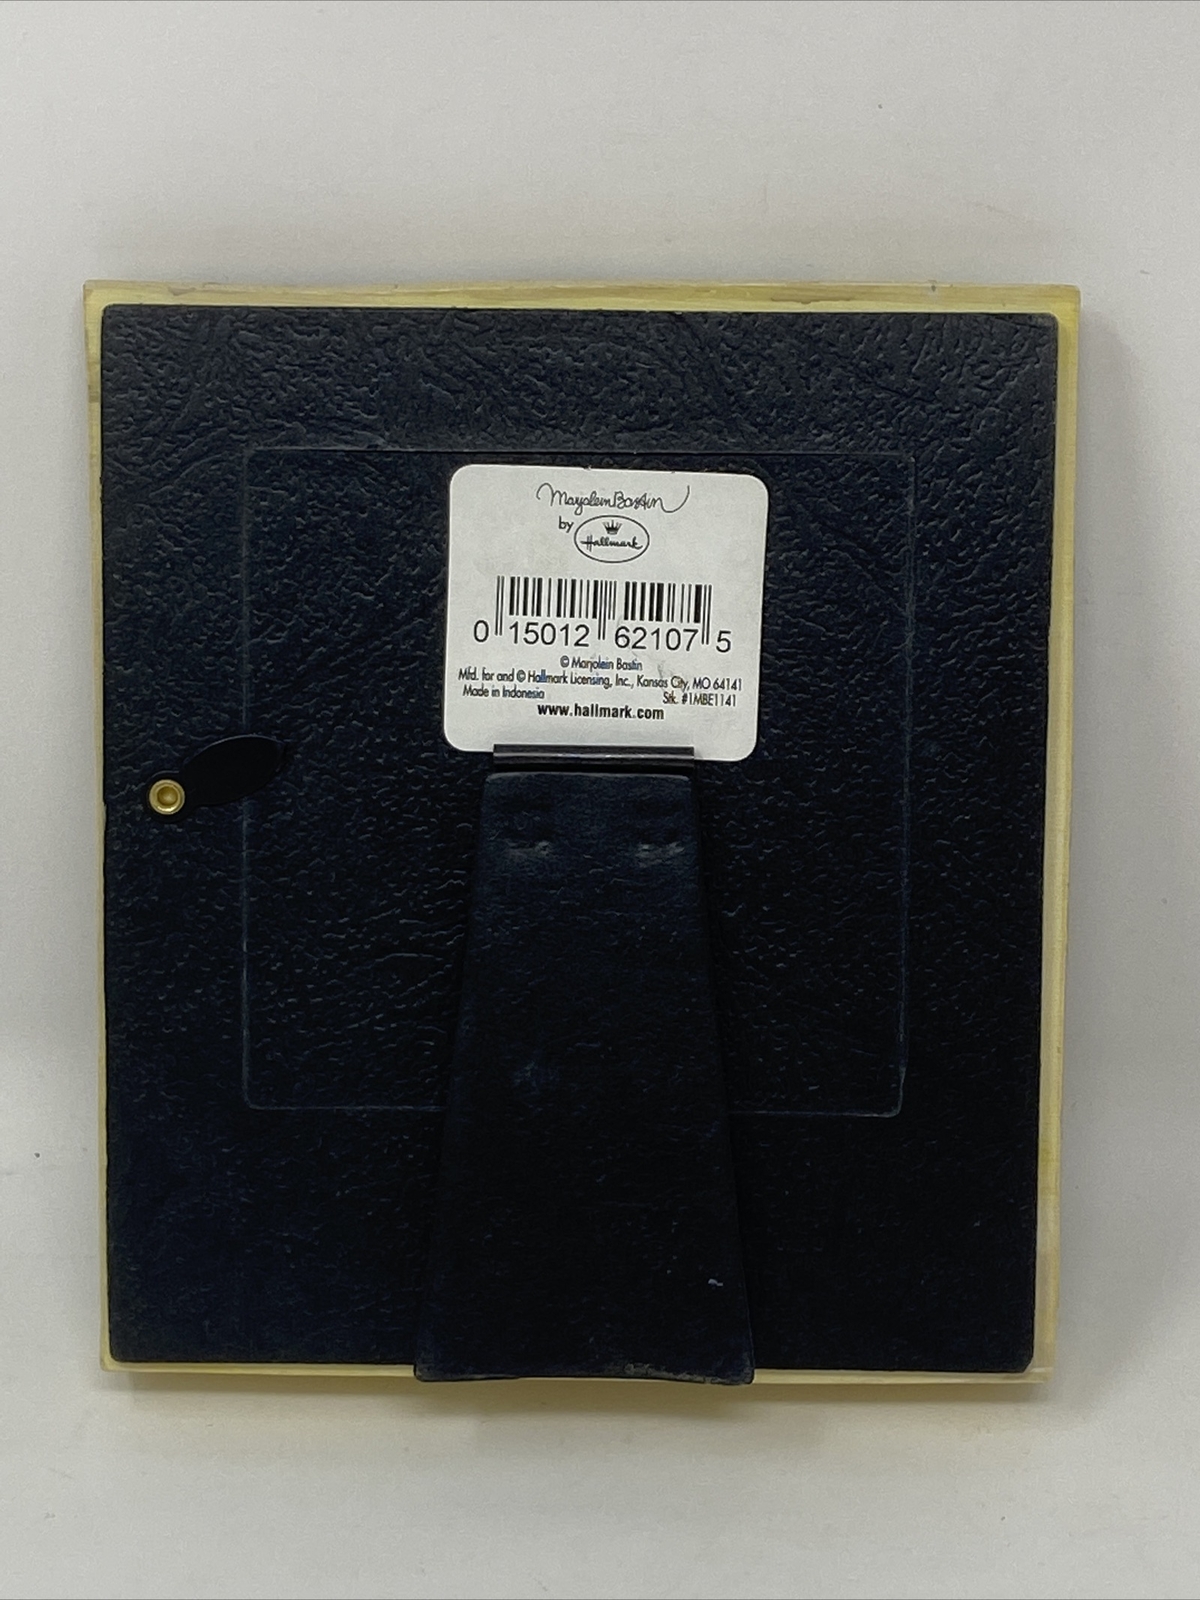 Marjolein Bastin
by Hallmark
0 15012 62107 5
© Marjolein Bastin
Mfd. for and © Hallmark Licensing, Inc., Kansas City, MO 64141
Made in Indonesia Stk. #1MBE1141
www.hallmark.com